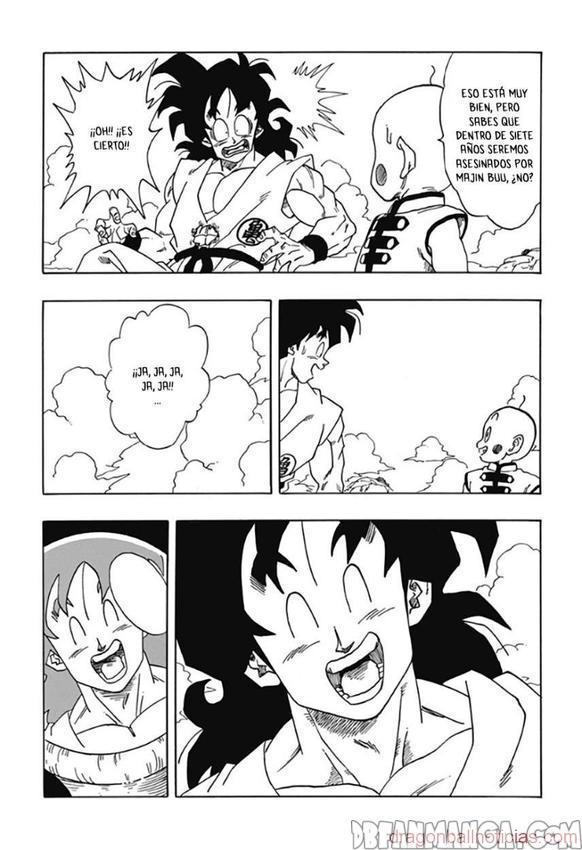 ESO ESTÁ MUY
BIEN, PERO
SABES QUE
DENTRO DE SIETE
AÑOS SEREMOS
ASESINADOS POR
MAJIN BUU, ¿NO?
¡¡OH!! ¡¡ES
CIERTO!!
¡¡JA, JA, JA,
JA, JA!!
...
DBFANMANGA.COM
dragonballnoticias.com